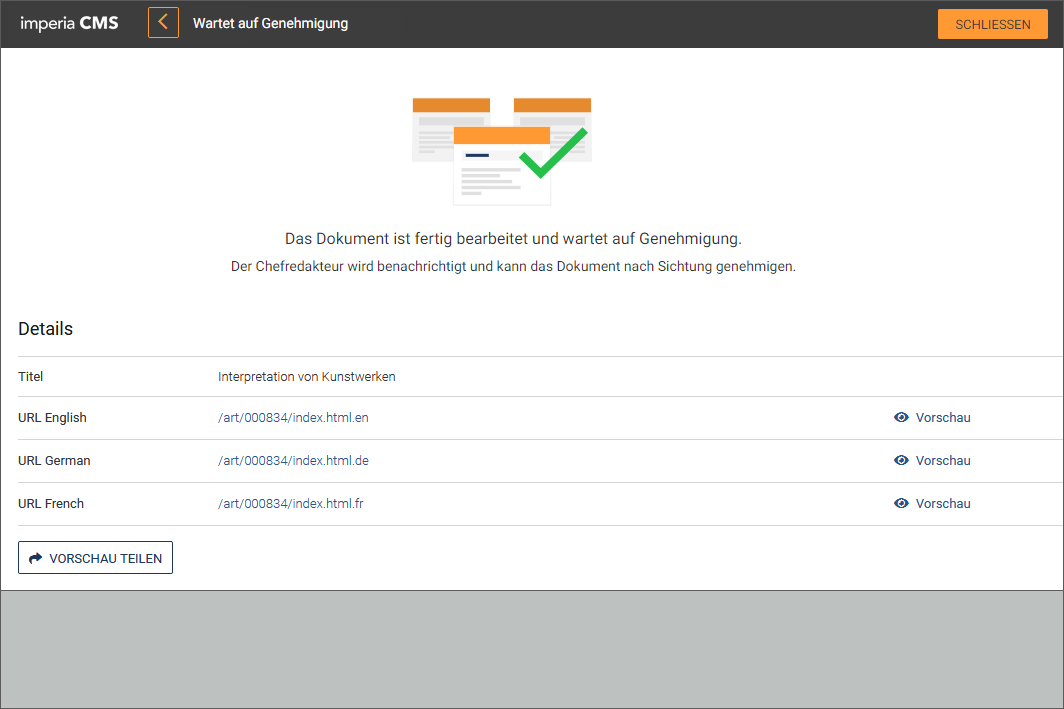 imperia CMS
Wartet auf Genehmigung
SCHLIESSEN
Das Dokument ist fertig bearbeitet und wartet auf Genehmigung.
Der Chefredakteur wird benachrichtigt und kann das Dokument nach Sichtung genehmigen.
Details
Titel Interpretation von Kunstwerken
URL English /art/000834/index.html.en Vorschau
URL German /art/000834/index.html.de Vorschau
URL French /art/000834/index.html.fr Vorschau
VORSCHAU TEILEN